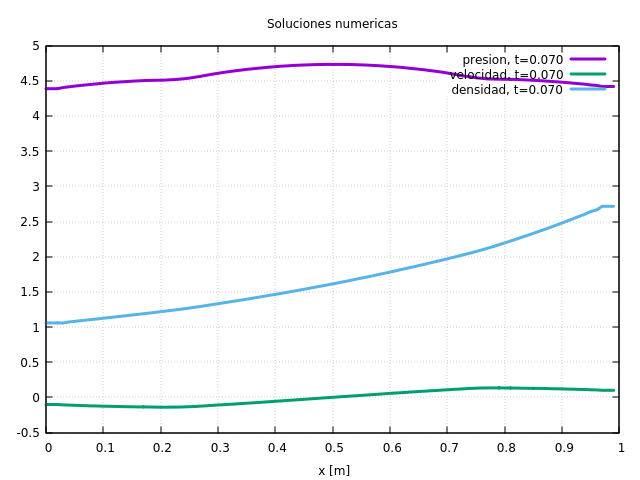 Soluciones numericas
presion, t=0.070
velocidad, t=0.070
densidad, t=0.070
5
4.5
4
3.5
3
2.5
2
1.5
1
0.5
0
-0.5
0 0.1 0.2 0.3 0.4 0.5 0.6 0.7 0.8 0.9 1
x [m]